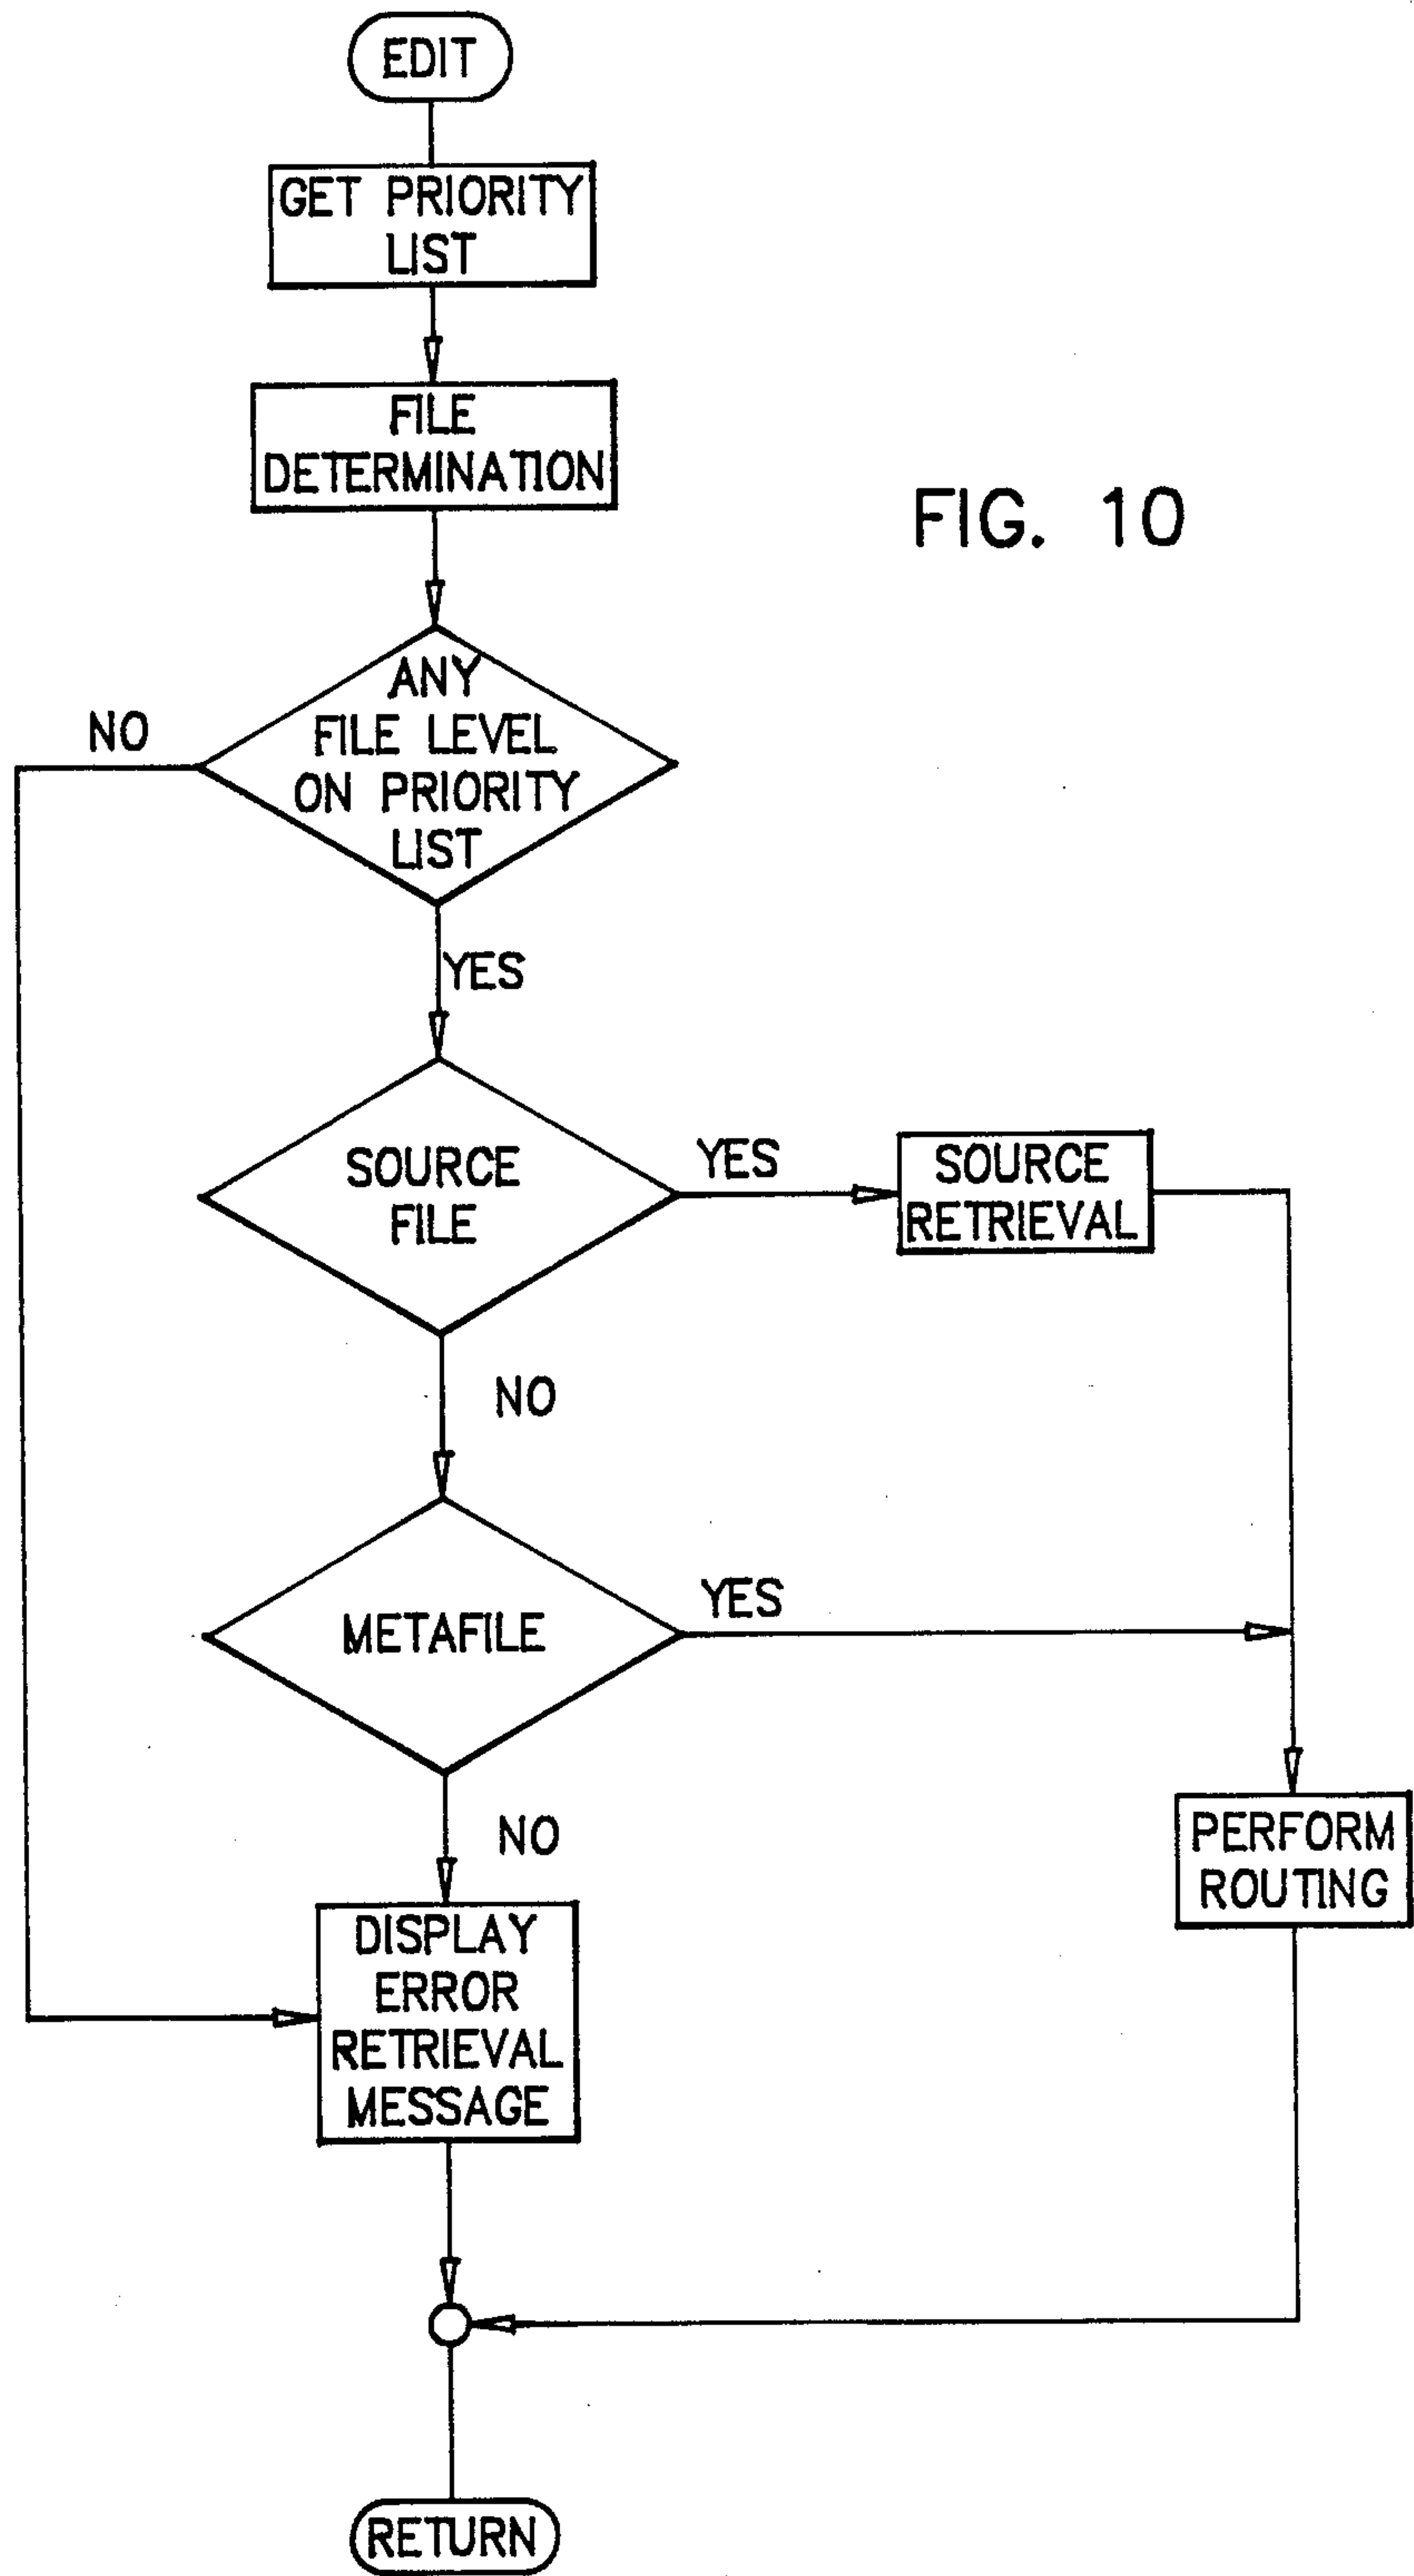 EDIT
GET PRIORITY
LIST
FILE
DETERMINATION
FIG. 10
ANY
FILE LEVEL
ON PRIORITY
LIST
NO
YES
SOURCE
FILE
YES
SOURCE
RETRIEVAL
NO
METAFILE
YES
NO
PERFORM
ROUTING
DISPLAY
ERROR
RETRIEVAL
MESSAGE
RETURN